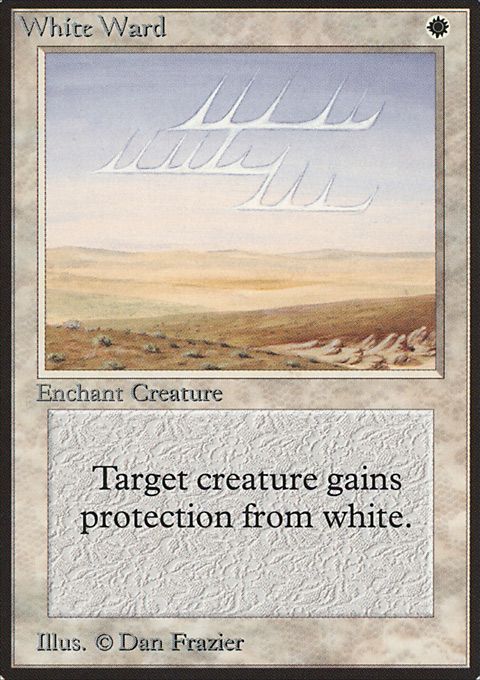 White Ward
Enchant Creature
Target creature gains
protection from white.
Illus. © Dan Frazier